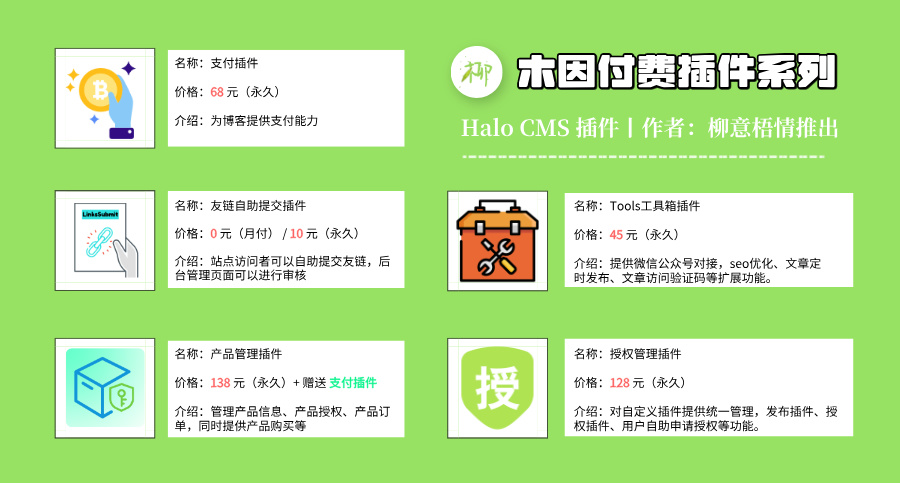 柳
木因付费插件系列
Halo CMS 插件丨作者：柳意梧情推出
名称：支付插件
价格：68 元（永久）
介绍：为博客提供支付能力
LinksSubmit
名称：友链自助提交插件
价格：0 元（月付） / 10 元（永久）
介绍：站点访问者可以自助提交友链，后
台管理页面可以进行审核
名称：Tools工具箱插件
价格：45 元（永久）
介绍：提供微信公众号对接，seo优化、文章定
时发布、文章访问验证码等扩展功能。
名称：产品管理插件
价格：138 元（永久）+ 赠送 支付插件
介绍：管理产品信息、产品授权、产品订
单，同时提供产品购买等
授
名称：授权管理插件
价格：128 元（永久）
介绍：对自定义插件提供统一管理，发布插件、授
权插件、用户自助申请授权等功能。